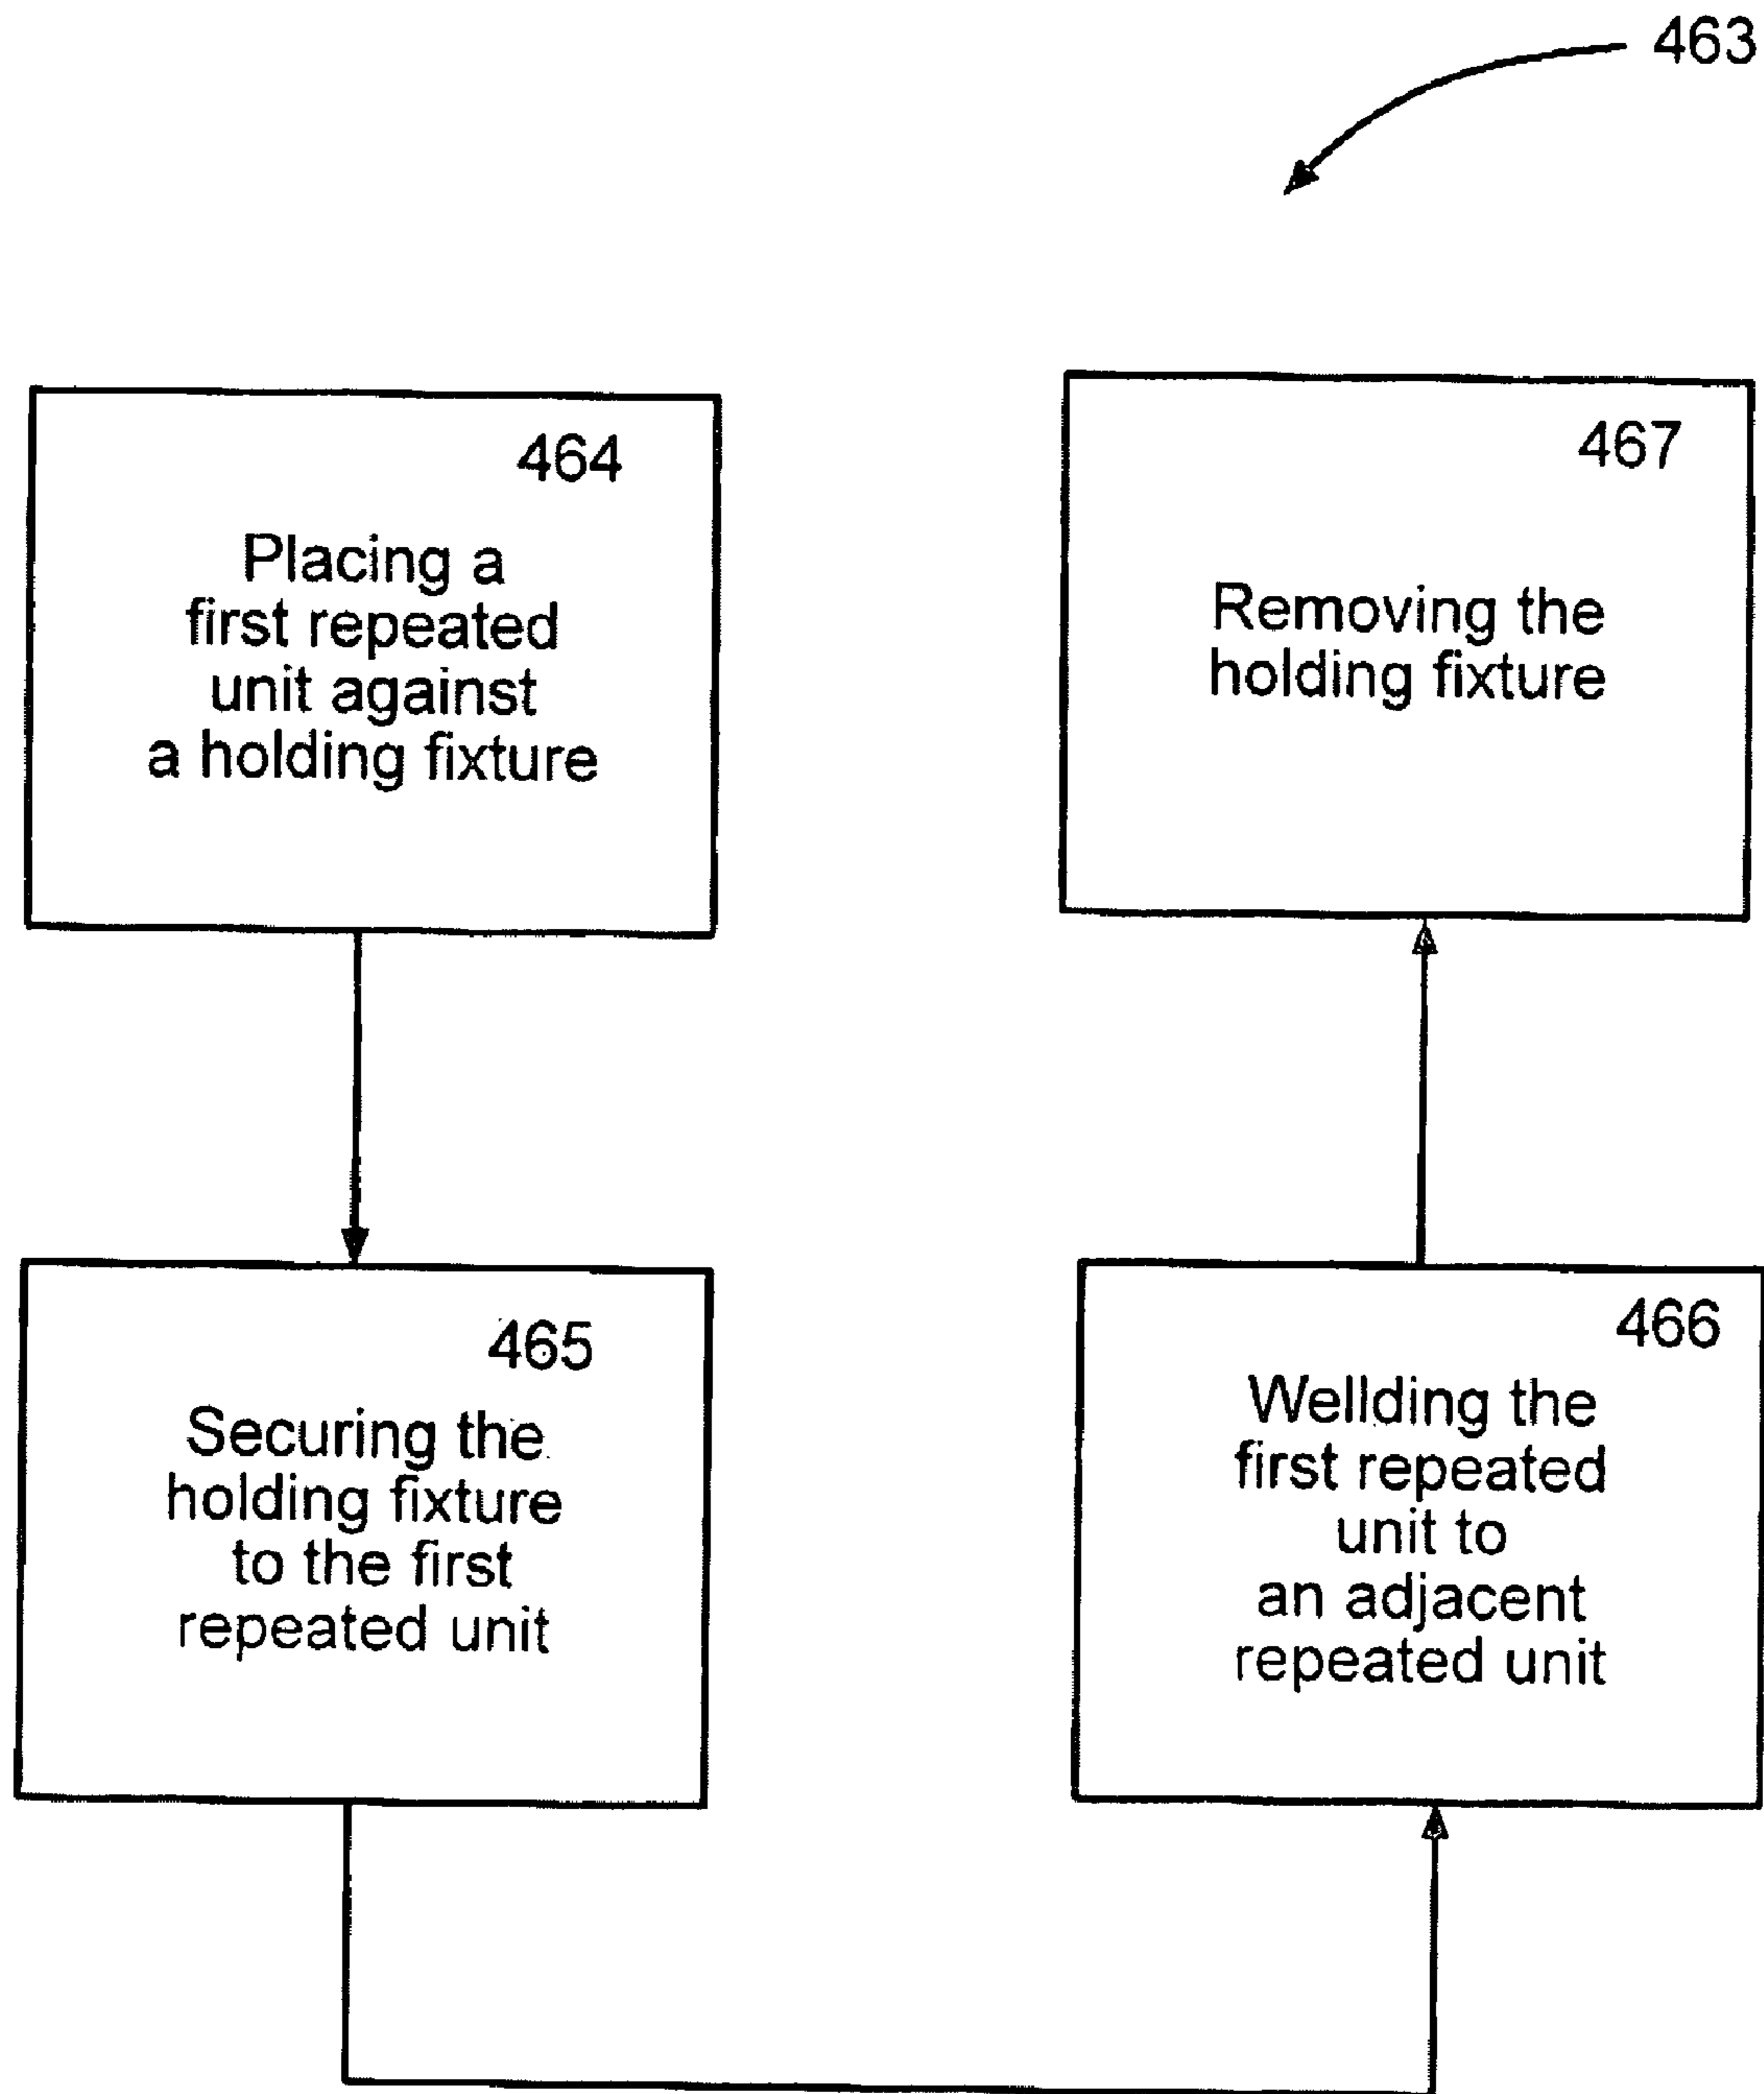 463
464
Placing a
first repeated
unit against
a holding fixture
465
Securing the
holding fixture
to the first
repeated unit
466
Wellding the
first repeated
unit to
an adjacent
repeated unit
467
Removing the
holding fixture